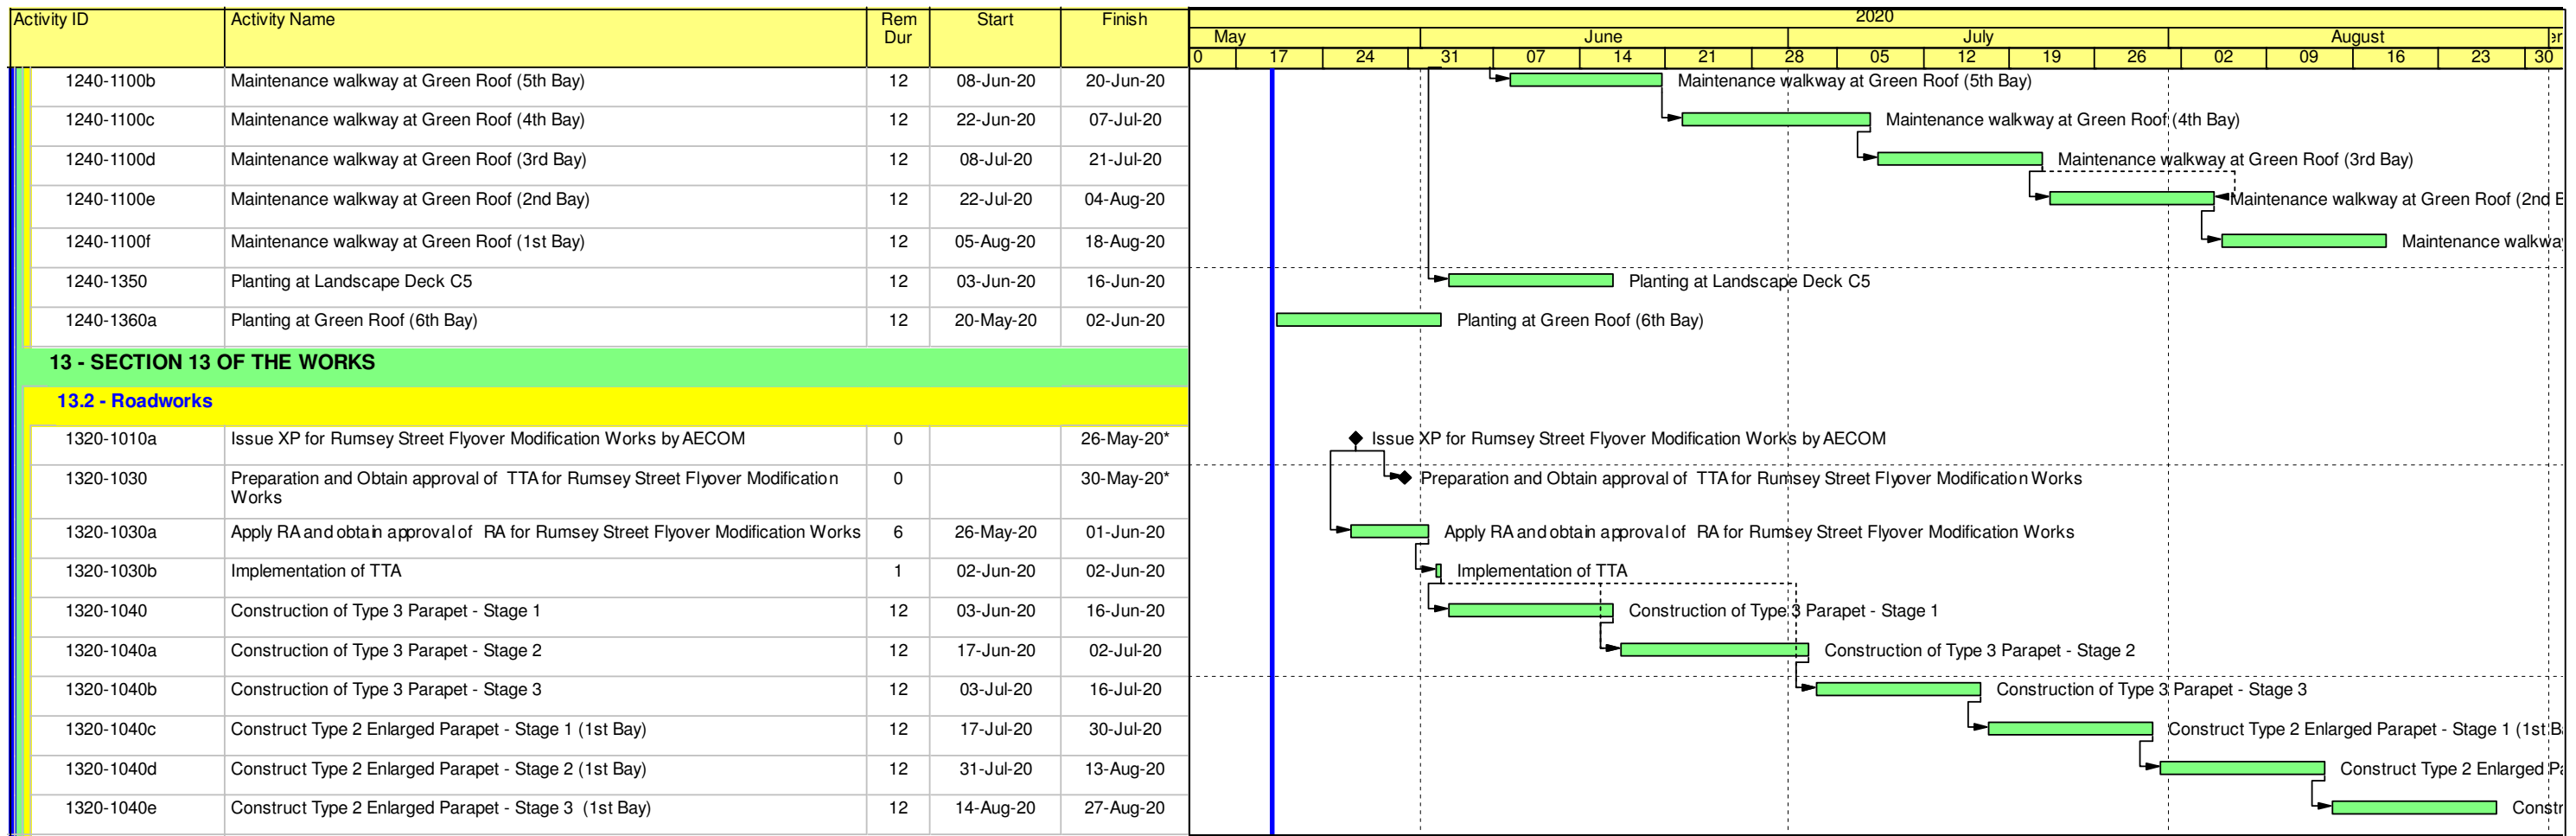 Activity ID Activity Name Rem Dur Start Finish 2020
May June July August er
0 17 24 31 07 14 21 28 05 12 19 26 02 09 16 23 30
1240-1100b Maintenance walkway at Green Roof (5th Bay) 12 08-Jun-20 20-Jun-20 Maintenance walkway at Green Roof (5th Bay)
1240-1100c Maintenance walkway at Green Roof (4th Bay) 12 22-Jun-20 07-Jul-20 Maintenance walkway at Green Roof (4th Bay)
1240-1100d Maintenance walkway at Green Roof (3rd Bay) 12 08-Jul-20 21-Jul-20 Maintenance walkway at Green Roof (3rd Bay)
1240-1100e Maintenance walkway at Green Roof (2nd Bay) 12 22-Jul-20 04-Aug-20 Maintenance walkway at Green Roof (2nd B
1240-1100f Maintenance walkway at Green Roof (1st Bay) 12 05-Aug-20 18-Aug-20 Maintenance walkwa
1240-1350 Planting at Landscape Deck C5 12 03-Jun-20 16-Jun-20 Planting at Landscape Deck C5
1240-1360a Planting at Green Roof (6th Bay) 12 20-May-20 02-Jun-20 Planting at Green Roof (6th Bay)
13 - SECTION 13 OF THE WORKS
13.2 - Roadworks
1320-1010a Issue XP for Rumsey Street Flyover Modification Works by AECOM 0 26-May-20* Issue XP for Rumsey Street Flyover Modification Works by AECOM
1320-1030 Preparation and Obtain approval of TTA for Rumsey Street Flyover Modification 0 30-May-20* Preparation and Obtain approval of TTA for Rumsey Street Flyover Modification Works
Works
1320-1030a Apply RA and obtain approval of RA for Rumsey Street Flyover Modification Works 6 26-May-20 01-Jun-20 Apply RA and obtain approval of RA for Rumsey Street Flyover Modification Works
1320-1030b Implementation of TTA 1 02-Jun-20 02-Jun-20 Implementation of TTA
1320-1040 Construction of Type 3 Parapet - Stage 1 12 03-Jun-20 16-Jun-20 Construction of Type 3 Parapet - Stage 1
1320-1040a Construction of Type 3 Parapet - Stage 2 12 17-Jun-20 02-Jul-20 Construction of Type 3 Parapet - Stage 2
1320-1040b Construction of Type 3 Parapet - Stage 3 12 03-Jul-20 16-Jul-20 Construction of Type 3 Parapet - Stage 3
1320-1040c Construct Type 2 Enlarged Parapet - Stage 1 (1st Bay) 12 17-Jul-20 30-Jul-20 Construct Type 2 Enlarged Parapet - Stage 1 (1st B
1320-1040d Construct Type 2 Enlarged Parapet - Stage 2 (1st Bay) 12 31-Jul-20 13-Aug-20 Construct Type 2 Enlarged Pa
1320-1040e Construct Type 2 Enlarged Parapet - Stage 3 (1st Bay) 12 14-Aug-20 27-Aug-20 Constr